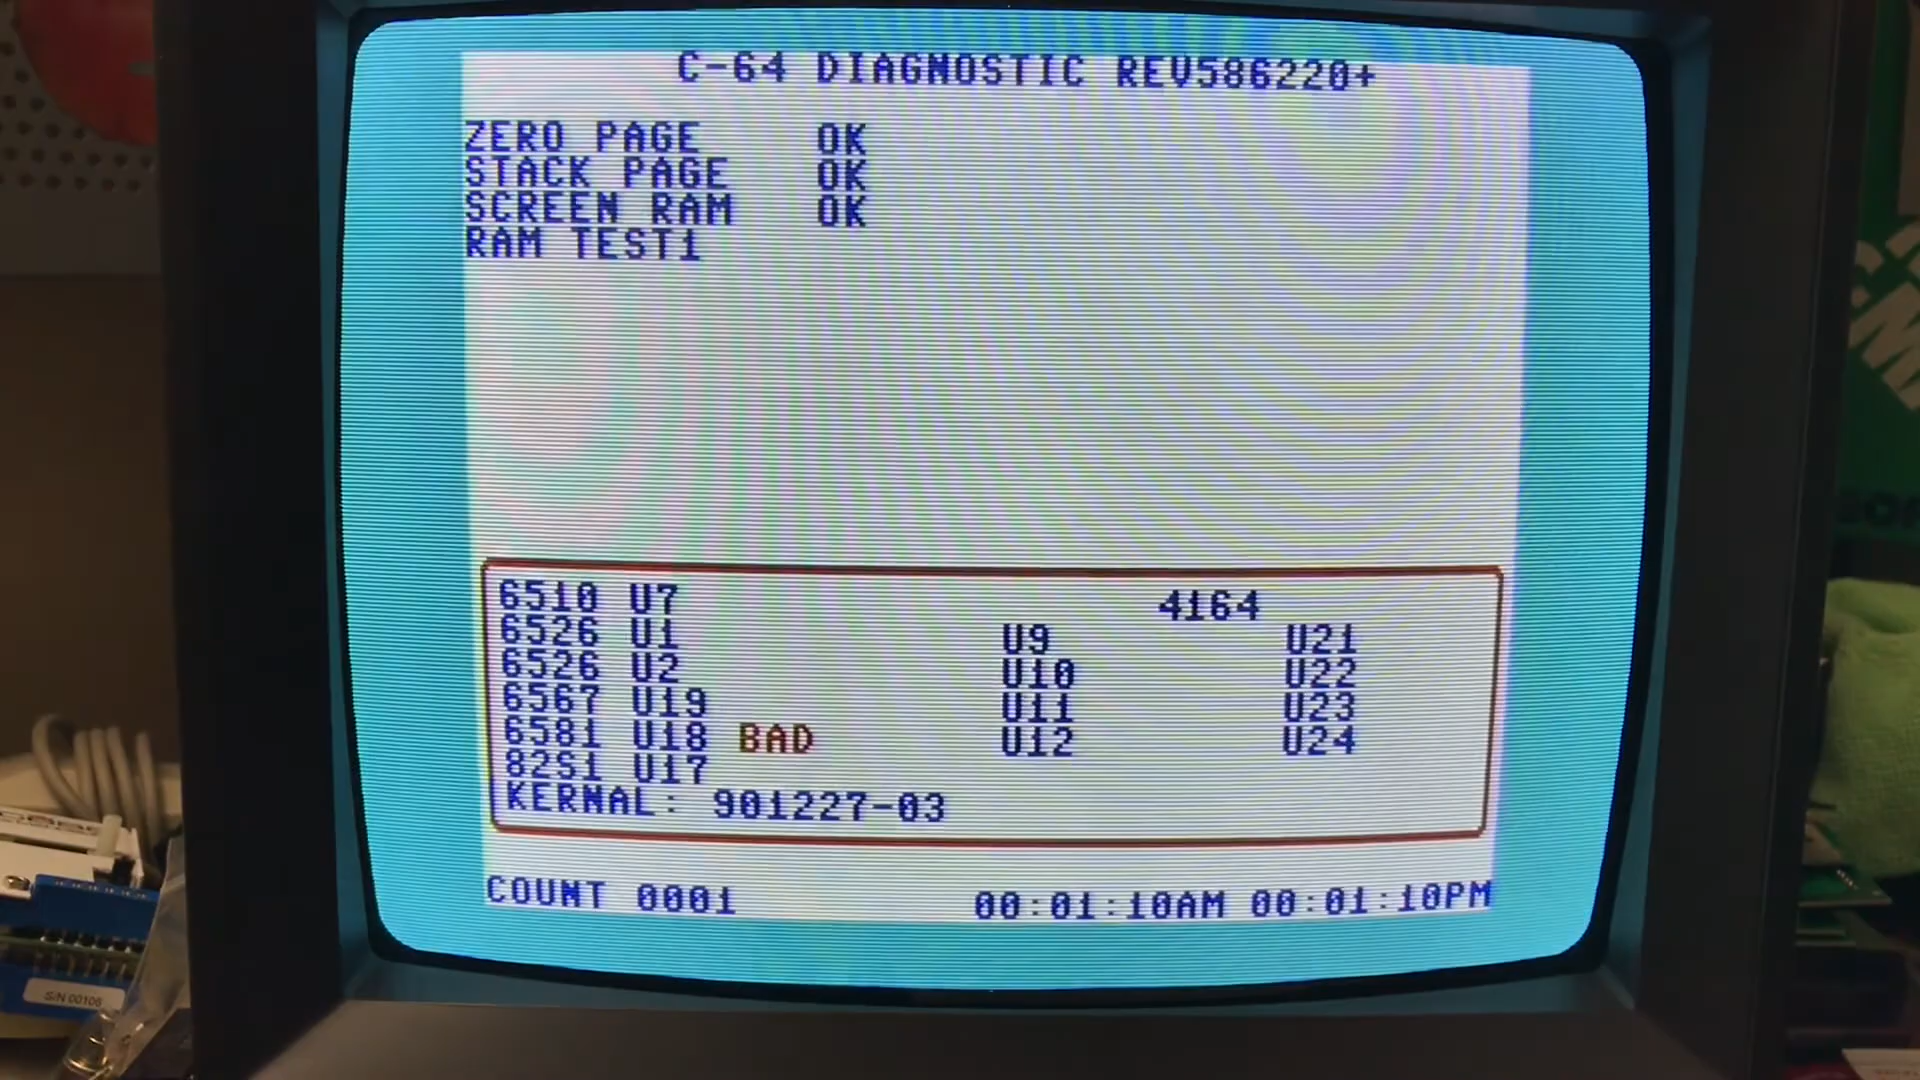 C-64 DIAGNOSTIC REV586220+
ZERO PAGE OK
STACK PAGE OK
SCREEN RAM OK
RAM TEST1
6510 U7 4164
6526 U1 U9 U21
6526 U2 U10 U22
6567 U19 U11 U23
6581 U18 BAD U12 U24
82S1 U17
KERNAL: 901227-03
COUNT 0001 00:01:10AM 00:01:10PM
S/N 00106